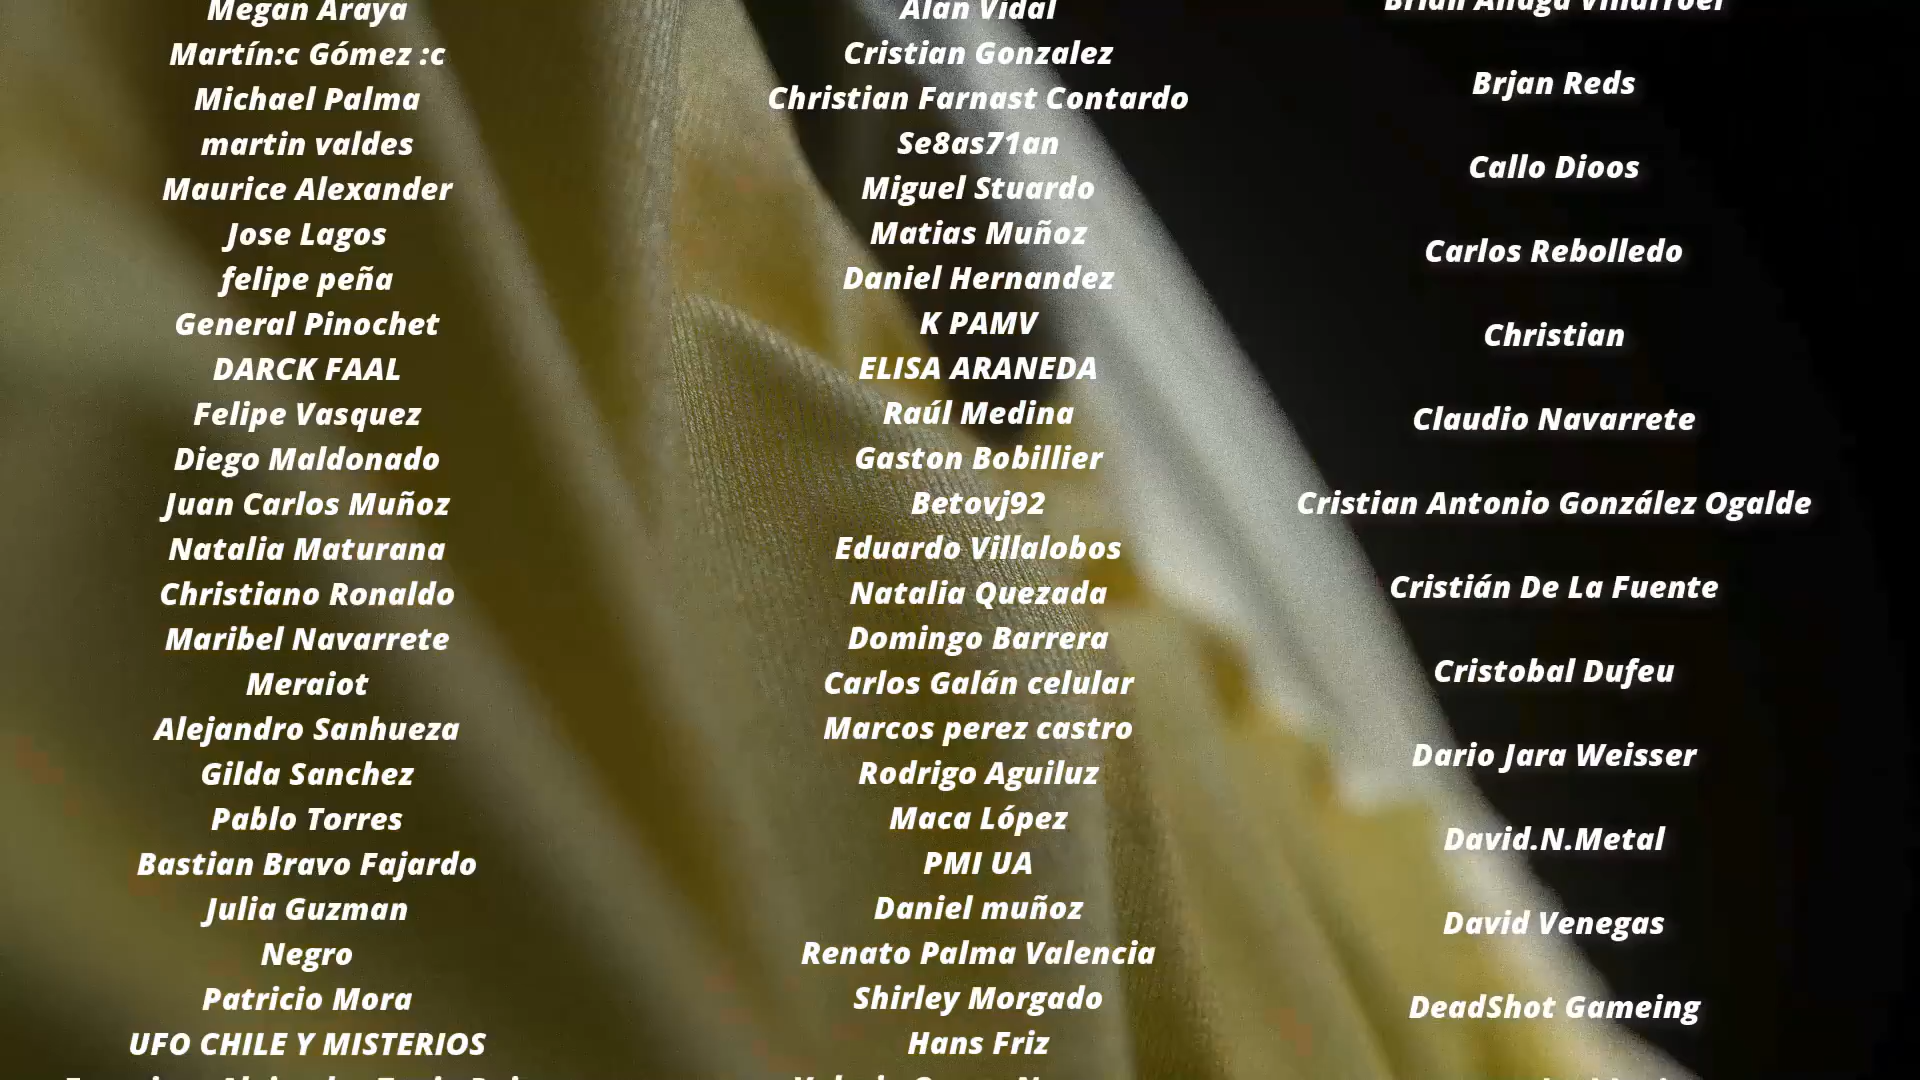 Megan Araya
Martín:c Gómez :c
Michael Palma
martin valdes
Maurice Alexander
Jose Lagos
felipe peña
General Pinochet
DARCK FAAL
Felipe Vasquez
Diego Maldonado
Juan Carlos Muñoz
Natalia Maturana
Christiano Ronaldo
Maribel Navarrete
Meraiot
Alejandro Sanhueza
Gilda Sanchez
Pablo Torres
Bastian Bravo Fajardo
Julia Guzman
Negro
Patricio Mora
UFO CHILE Y MISTERIOS
Alan Vidal
Cristian Gonzalez
Christian Farnast Contardo
Se8as71an
Miguel Stuardo
Matias Muñoz
Daniel Hernandez
K PAMV
ELISA ARANEDA
Raúl Medina
Gaston Bobillier
Betovj92
Eduardo Villalobos
Natalia Quezada
Domingo Barrera
Carlos Galán celular
Marcos perez castro
Rodrigo Aguiluz
Maca López
PMI UA
Daniel muñoz
Renato Palma Valencia
Shirley Morgado
Hans Friz
Brian Aliaga Villarroel
Brjan Reds
Callo Dioos
Carlos Rebolledo
Christian
Claudio Navarrete
Cristian Antonio González Ogalde
Cristián De La Fuente
Cristobal Dufeu
Dario Jara Weisser
David.N.Metal
David Venegas
DeadShot Gameing